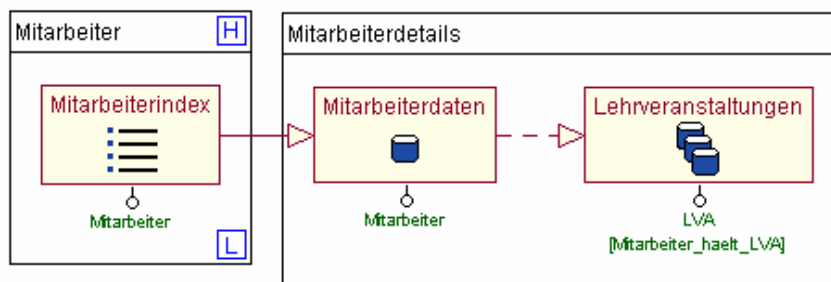 Mitarbeiter
H
Mitarbeiterindex
Mitarbeiter
L
Mitarbeiterdetails
Mitarbeiterdaten
Mitarbeiter
Lehrveranstaltungen
LVA
[Mitarbeiter_haelt_LVA]